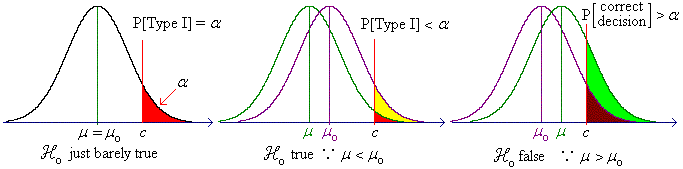 P[Type I] = α
α
μ = μ₀
c
ℋ₀ just barely true
P[Type I] < α
μ
μ₀
c
ℋ₀ true ∵ μ < μ₀
P[correct decision] > α
μ₀
μ
c
ℋ₀ false ∵ μ > μ₀